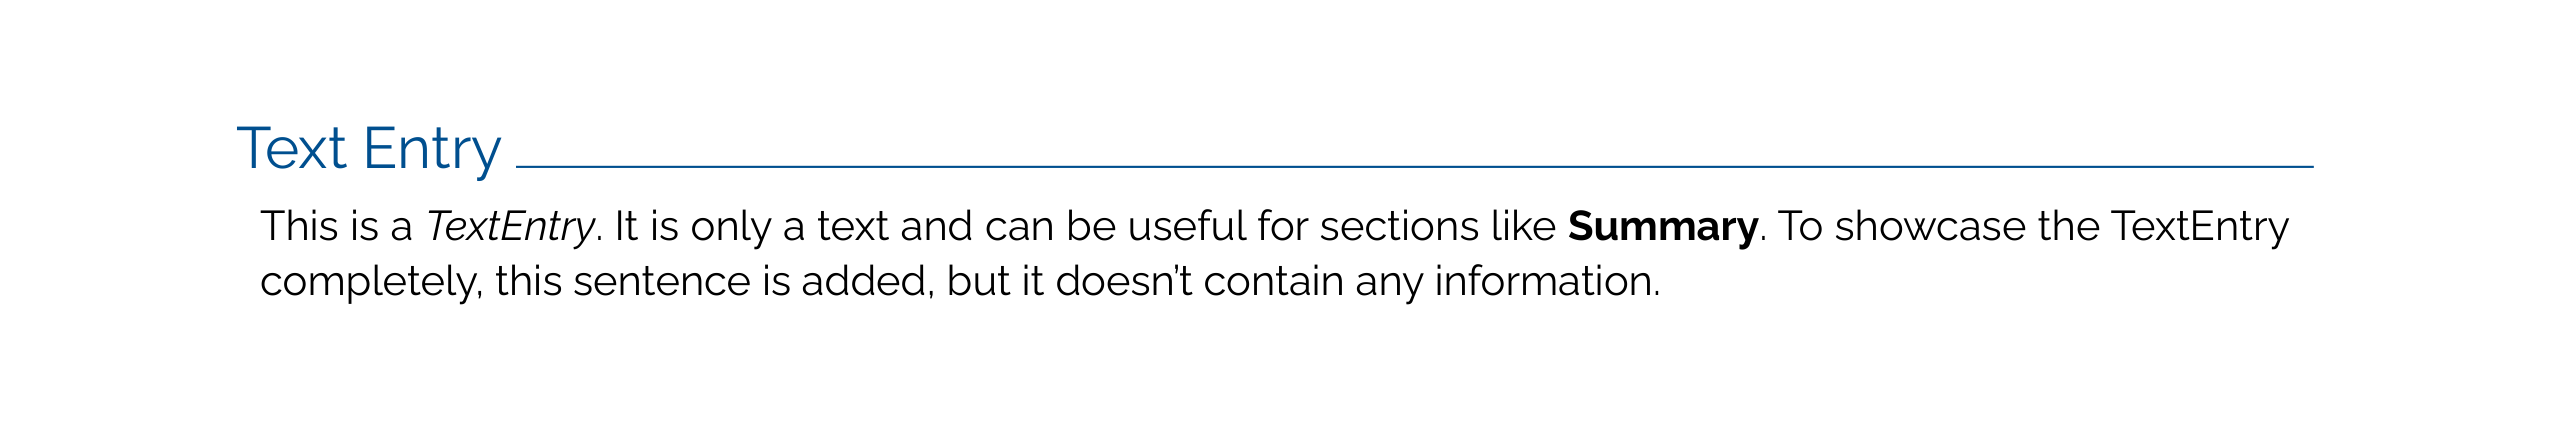 Text Entry
This is a TextEntry. It is only a text and can be useful for sections like Summary. To showcase the TextEntry
completely, this sentence is added, but it doesn’t contain any information.